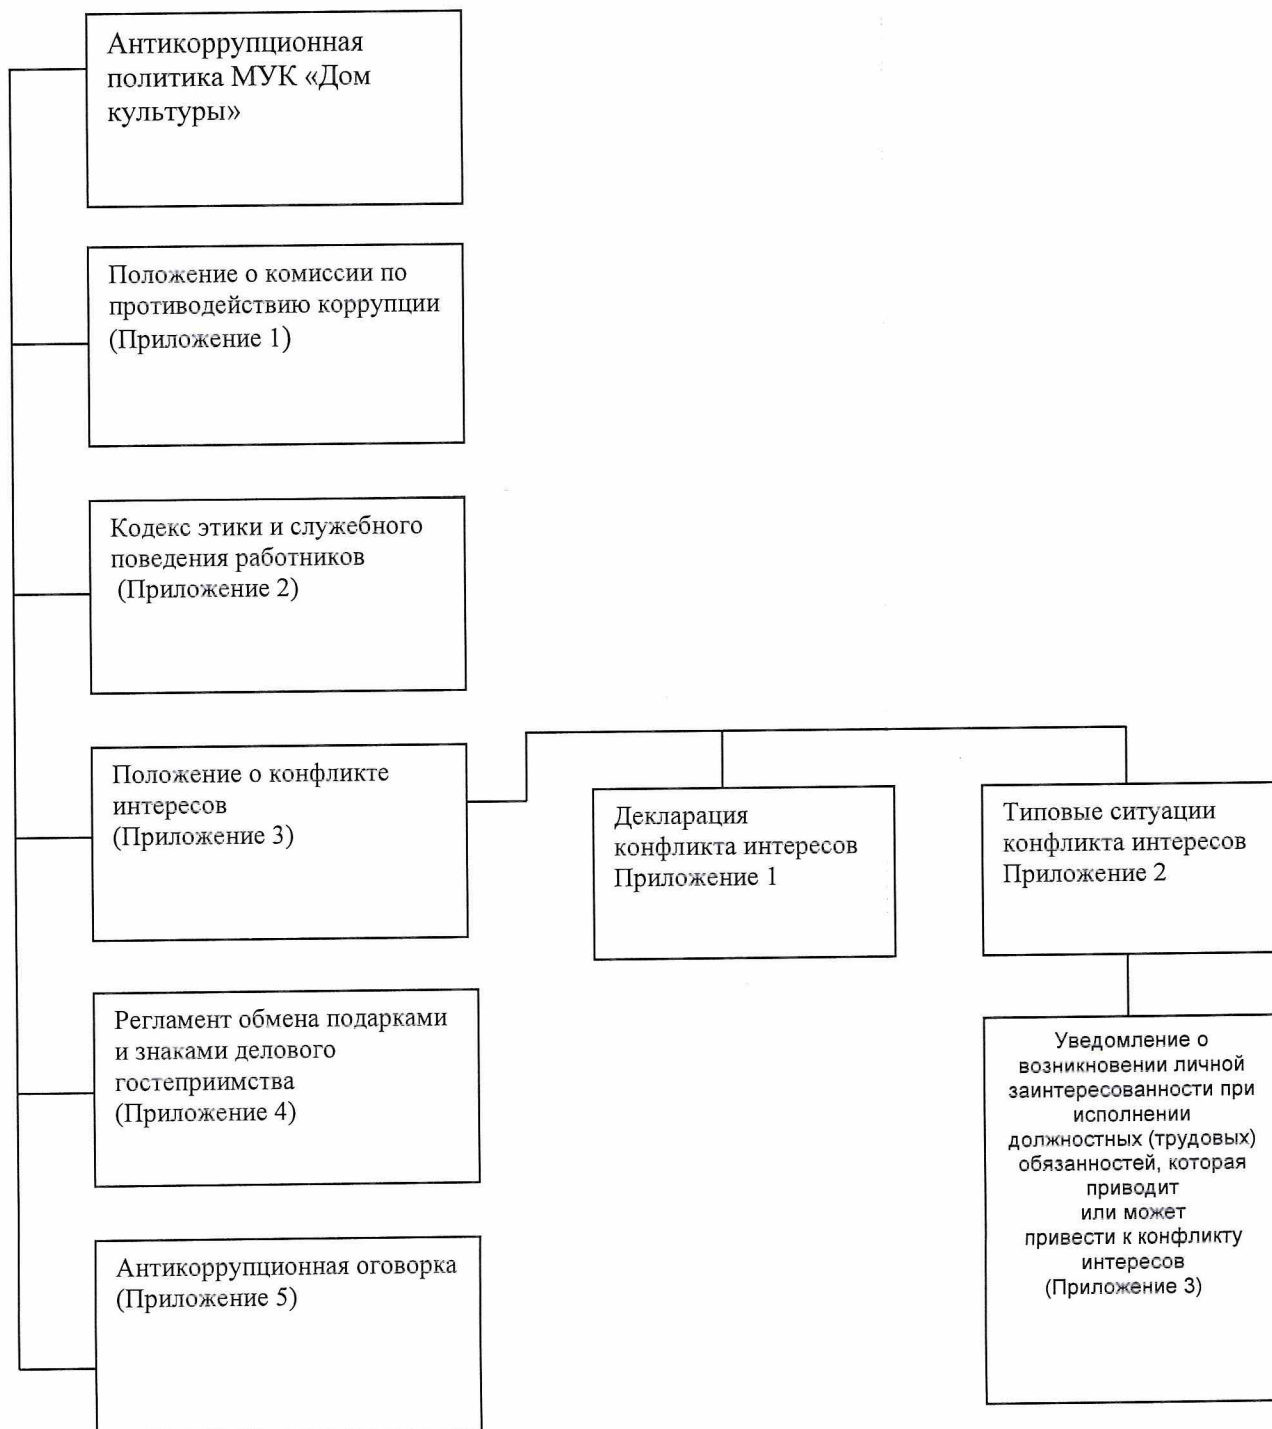 Антикоррупционная
политика МУК «Дом
культуры»
Положение о комиссии по
противодействию коррупции
(Приложение 1)
Кодекс этики и служебного
поведения работников
(Приложение 2)
Положение о конфликте
интересов
(Приложение 3)
Декларация
конфликта интересов
Приложение 1
Типовые ситуации
конфликта интересов
Приложение 2
Уведомление о
возникновении личной
заинтересованности при
исполнении
должностных (трудовых)
обязанностей, которая
приводит
или может
привести к конфликту
интересов
(Приложение 3)
Регламент обмена подарками
и знаками делового
гостеприимства
(Приложение 4)
Антикоррупционная оговорка
(Приложение 5)